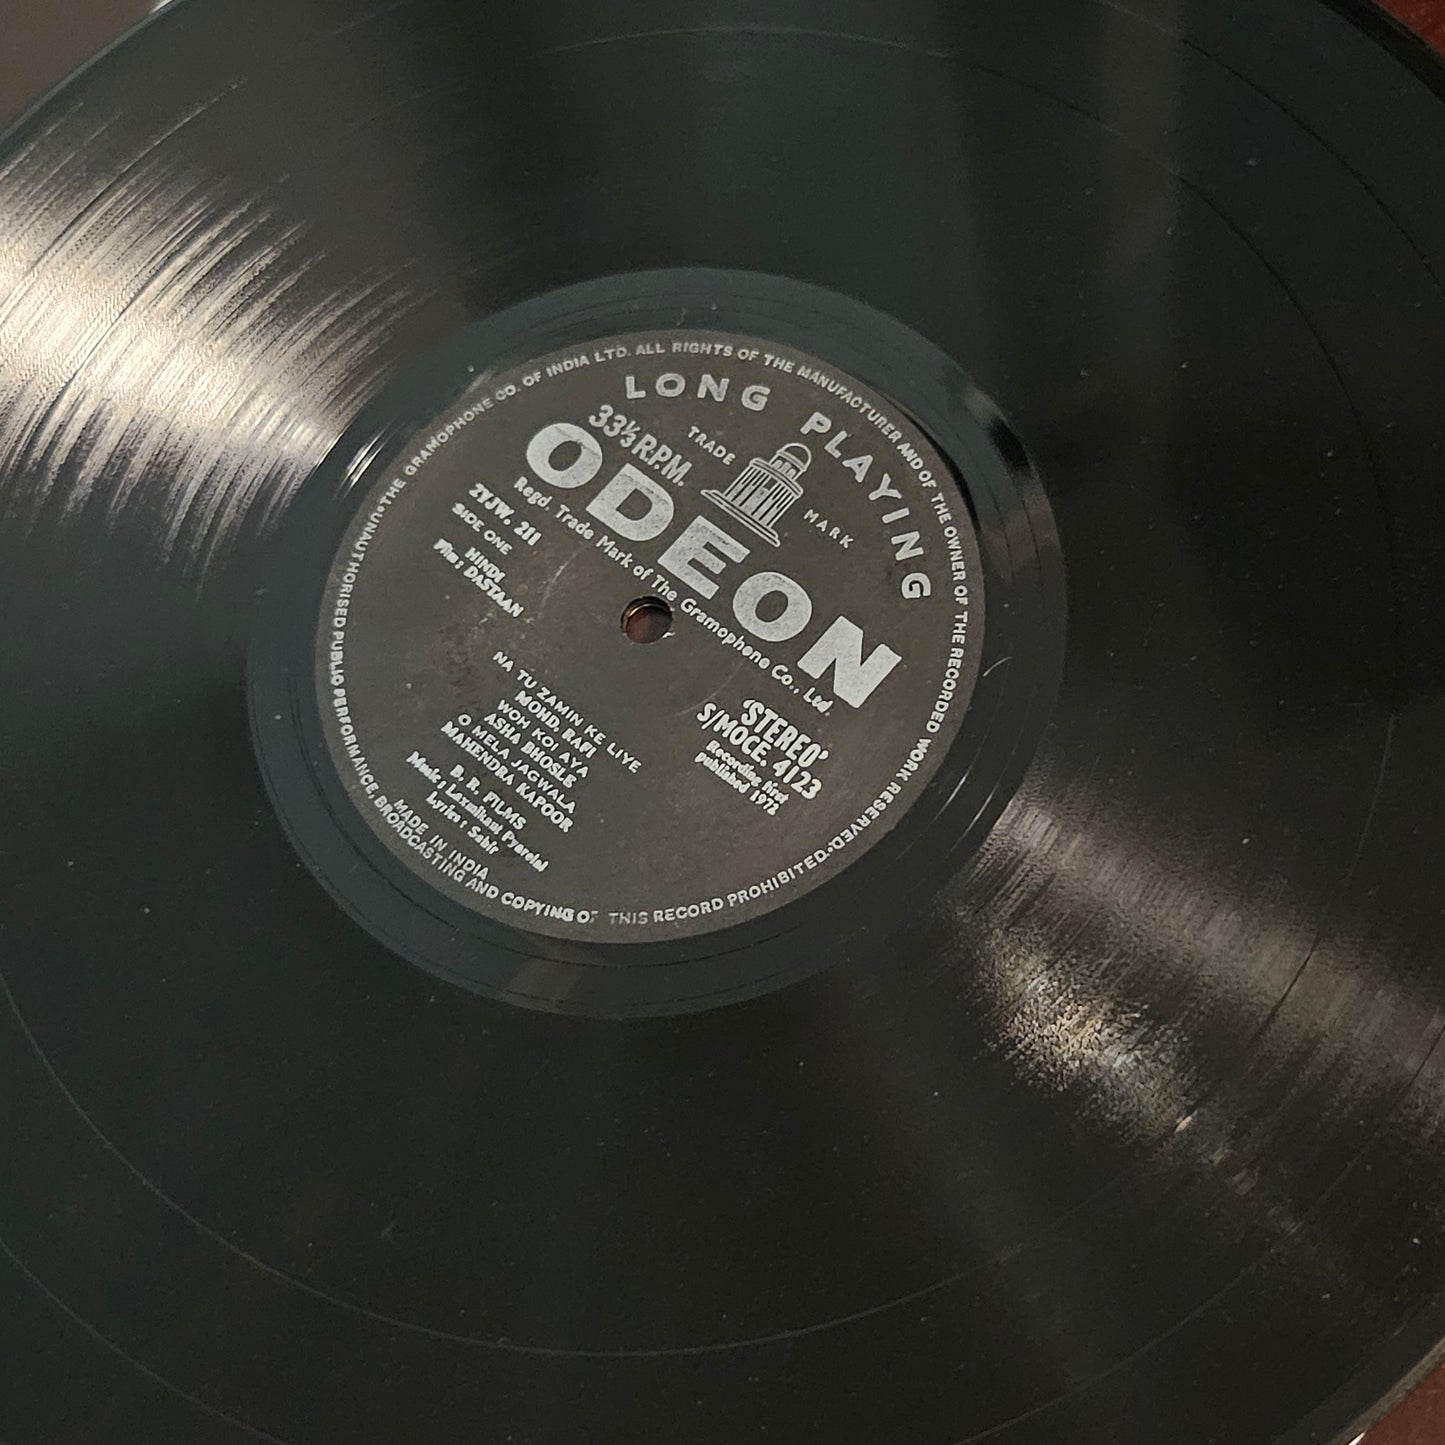 THE GRAMOPHONE CO. OF INDIA LTD. ALL RIGHTS OF THE MANUFACTURER AND OF THE OWNER OF THE RECORDED WORK RESERVED. UNAUTHORISED PUBLIC PERFORMANCE, BROADCASTING AND COPYING OF THIS RECORD PROHIBITED.
LONG PLAYING
33⅓ R.P.M.
TRADE MARK
ODEON
Regd. Trade Mark of The Gramophone Co., Ltd.
2YJW. 211
SIDE ONE
HINDI
Film : DASTAAN
'STEREO'
S/MOCE. 4123
Recording first
published 1972
NA TU ZAMIN KE LIYE
MOHD. RAFI
WOH KOI AYA
ASHA BHOSLE
O MELA JAGWALA
MAHENDRA KAPOOR
B. R. FILMS
Music : Laxmikant Pyarelal
Lyrics : Sahir
MADE IN INDIA